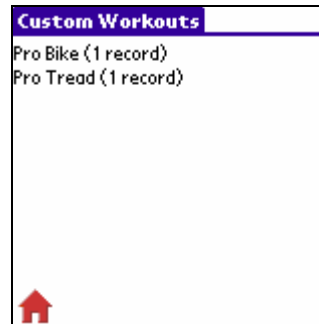 Custom Workouts
Pro Bike (1 record)
Pro Tread (1 record)